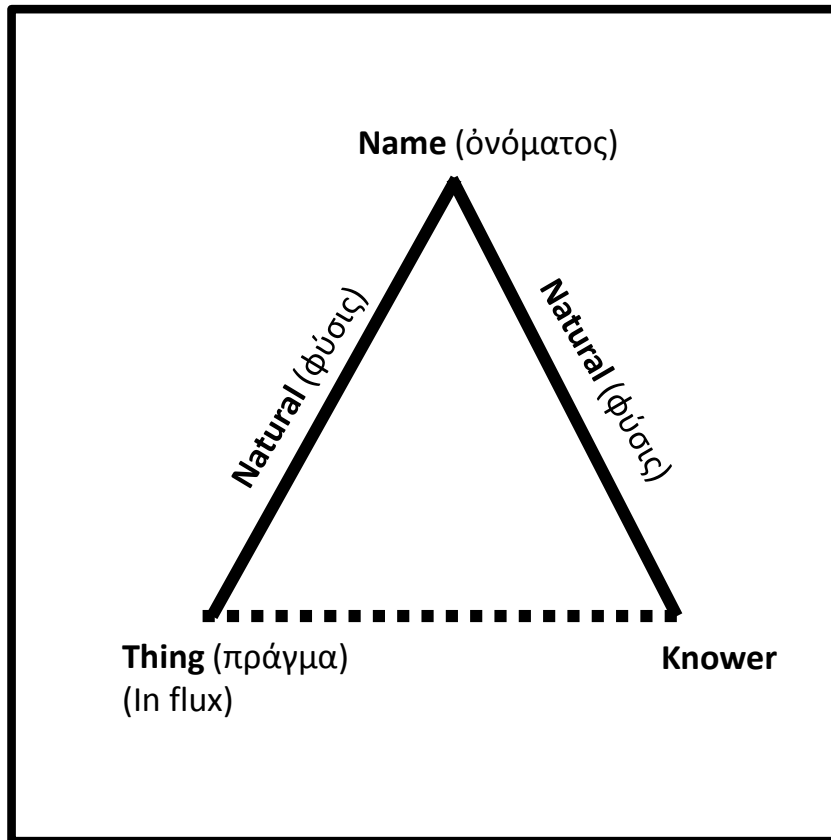 Name (ὀνόματος)
Natural (φύσις)
Natural (φύσις)
Thing (πράγμα)
(In flux)
Knower